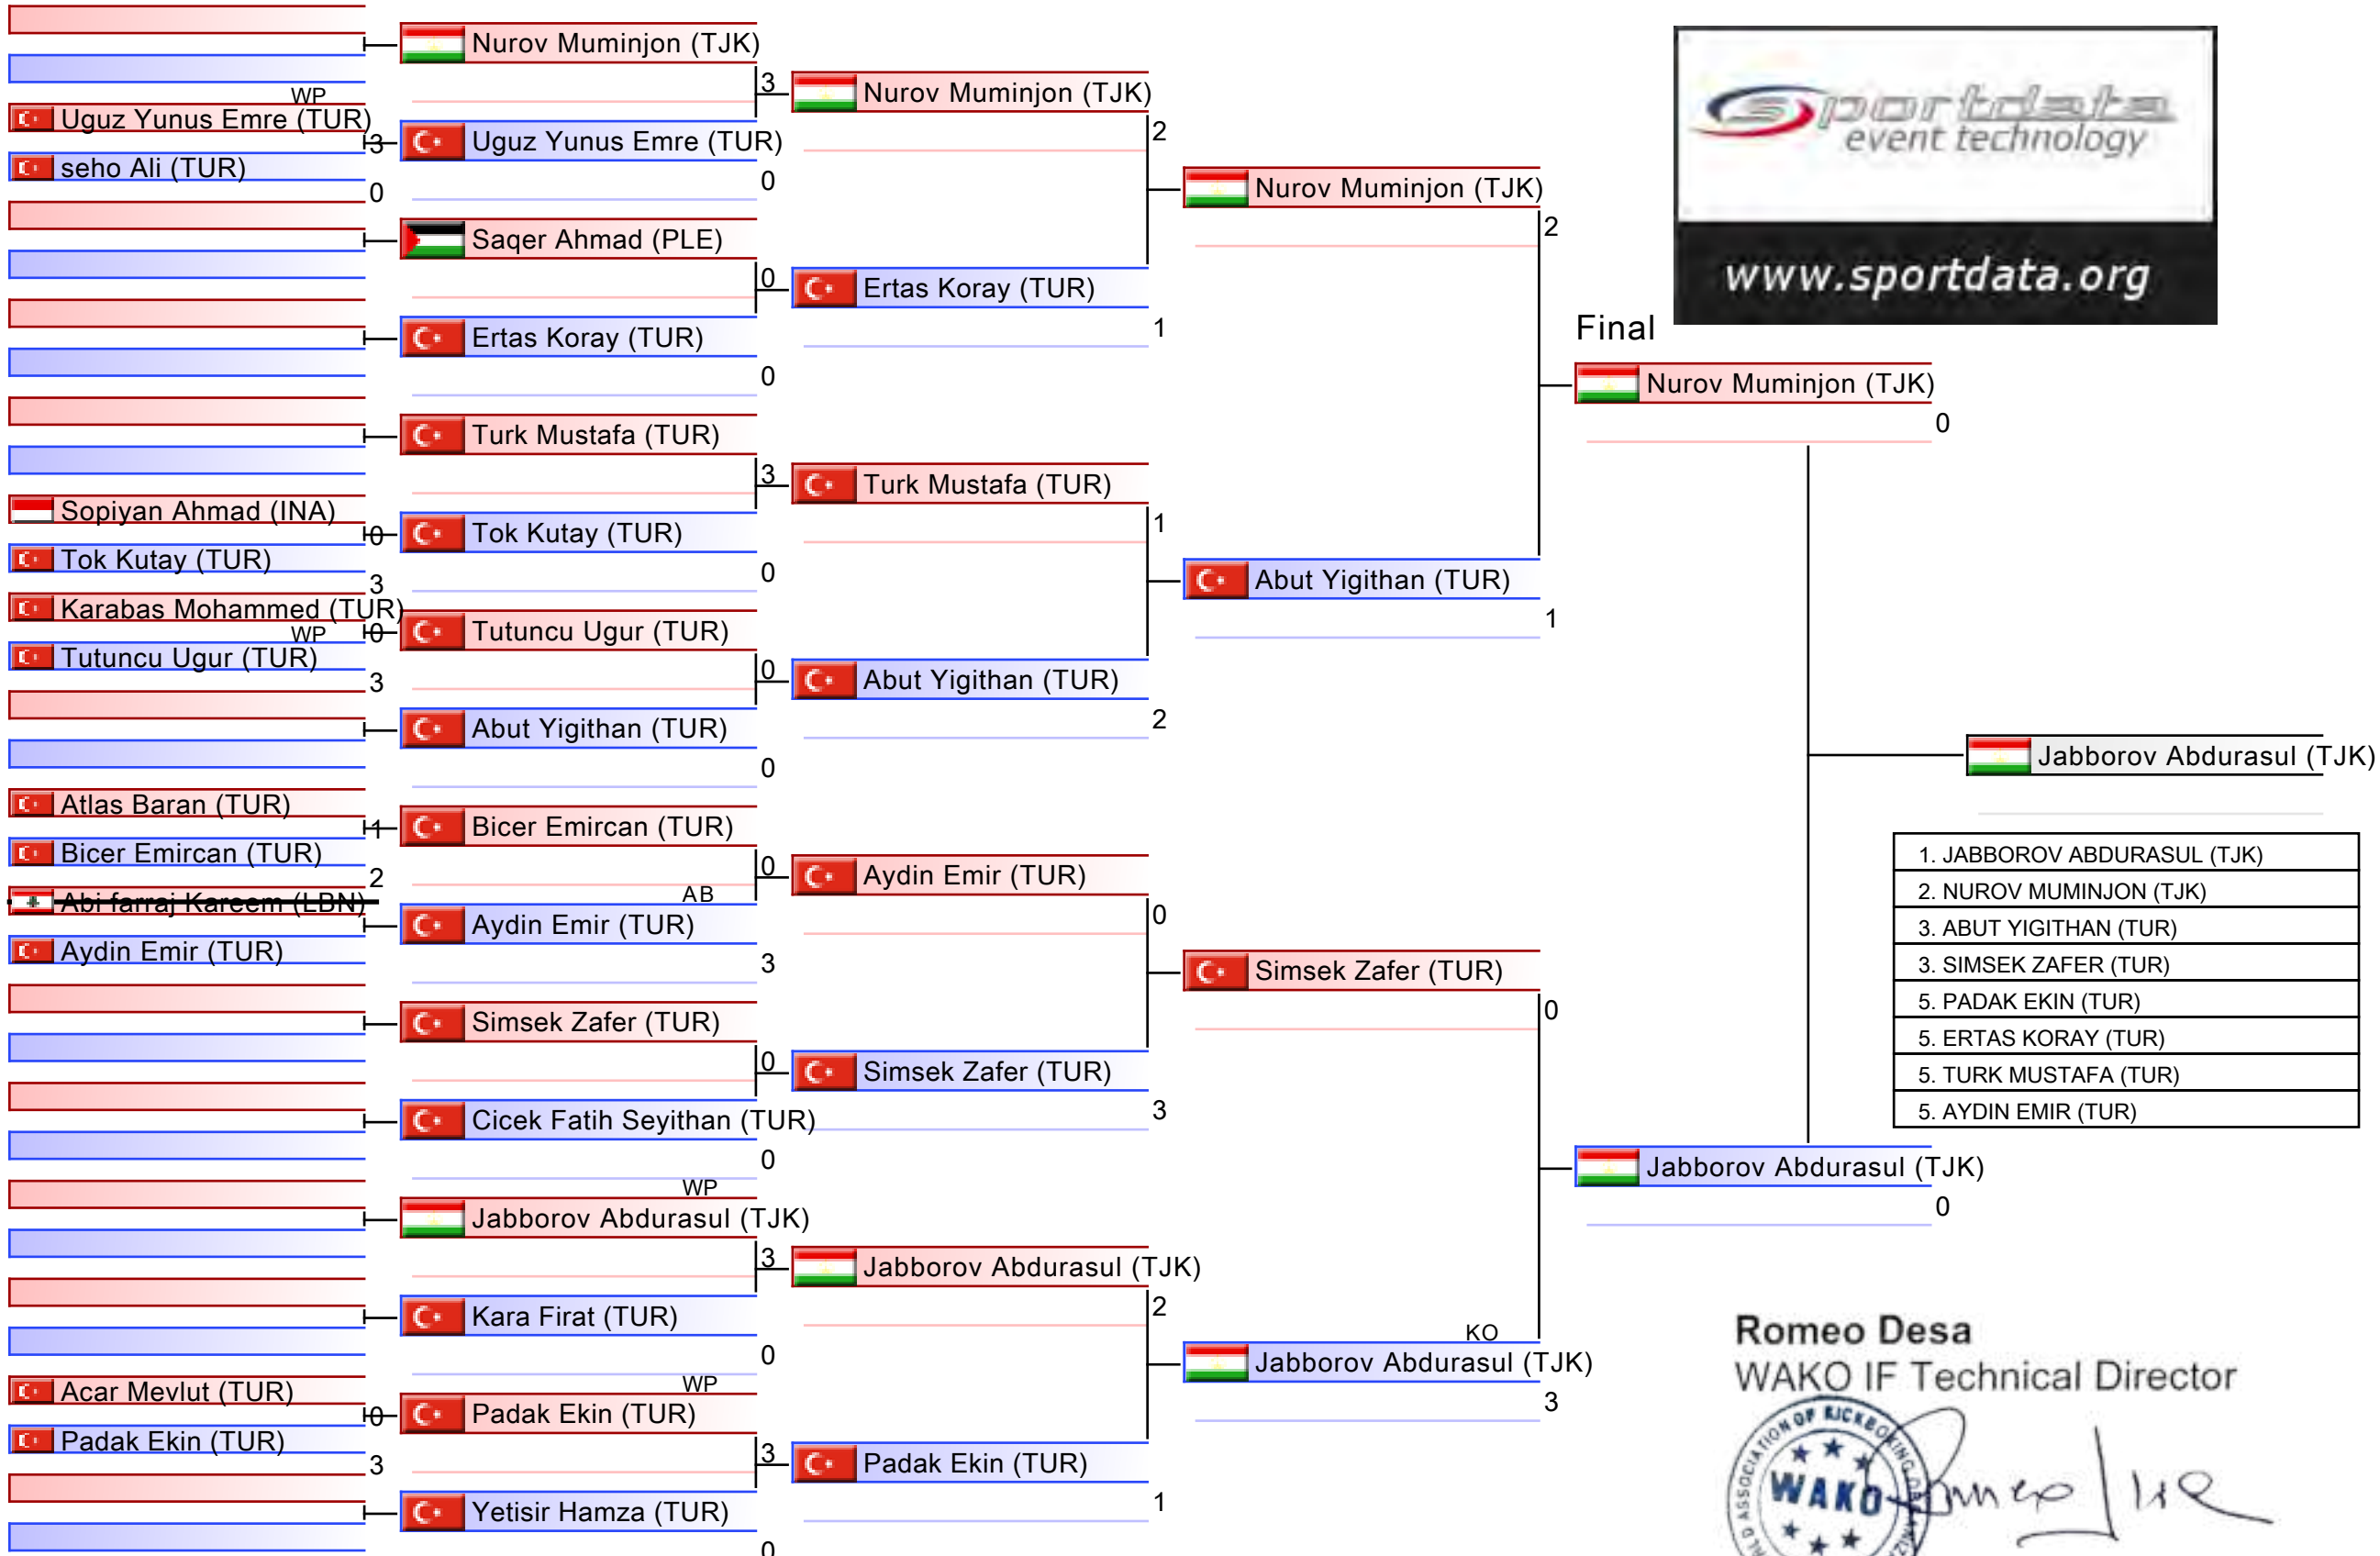 WP
Uguz Yunus Emre (TUR)
3
seho Ali (TUR)
0
Sopiyan Ahmad (INA)
0
Tok Kutay (TUR)
3
Karabas Mohammed (TUR)
WP
0
Tutuncu Ugur (TUR)
3
Atlas Baran (TUR)
1
Bicer Emircan (TUR)
2
Abi farraj Kareem (LBN)
Aydin Emir (TUR)
Acar Mevlut (TUR)
0
Padak Ekin (TUR)
3
Nurov Muminjon (TJK)
3
Uguz Yunus Emre (TUR)
0
Saqer Ahmad (PLE)
0
Ertas Koray (TUR)
0
Turk Mustafa (TUR)
3
Tok Kutay (TUR)
0
Tutuncu Ugur (TUR)
0
Abut Yigithan (TUR)
0
Bicer Emircan (TUR)
0
AB
Aydin Emir (TUR)
3
Simsek Zafer (TUR)
0
Cicek Fatih Seyithan (TUR)
0
WP
Jabborov Abdurasul (TJK)
3
Kara Firat (TUR)
0
WP
Padak Ekin (TUR)
3
Yetisir Hamza (TUR)
0
Nurov Muminjon (TJK)
2
Ertas Koray (TUR)
1
Turk Mustafa (TUR)
1
Abut Yigithan (TUR)
2
Aydin Emir (TUR)
0
Simsek Zafer (TUR)
3
Jabborov Abdurasul (TJK)
2
Padak Ekin (TUR)
1
Nurov Muminjon (TJK)
2
Abut Yigithan (TUR)
1
Simsek Zafer (TUR)
0
KO
Jabborov Abdurasul (TJK)
3
sportdata
event technology
www.sportdata.org
Final
Nurov Muminjon (TJK)
0
Jabborov Abdurasul (TJK)
0
Jabborov Abdurasul (TJK)
1. JABBOROV ABDURASUL (TJK)
2. NUROV MUMINJON (TJK)
3. ABUT YIGITHAN (TUR)
3. SIMSEK ZAFER (TUR)
5. PADAK EKIN (TUR)
5. ERTAS KORAY (TUR)
5. TURK MUSTAFA (TUR)
5. AYDIN EMIR (TUR)
Romeo Desa
WAKO IF Technical Director
ASSOCIATION OF KICKBOXING
WAKO